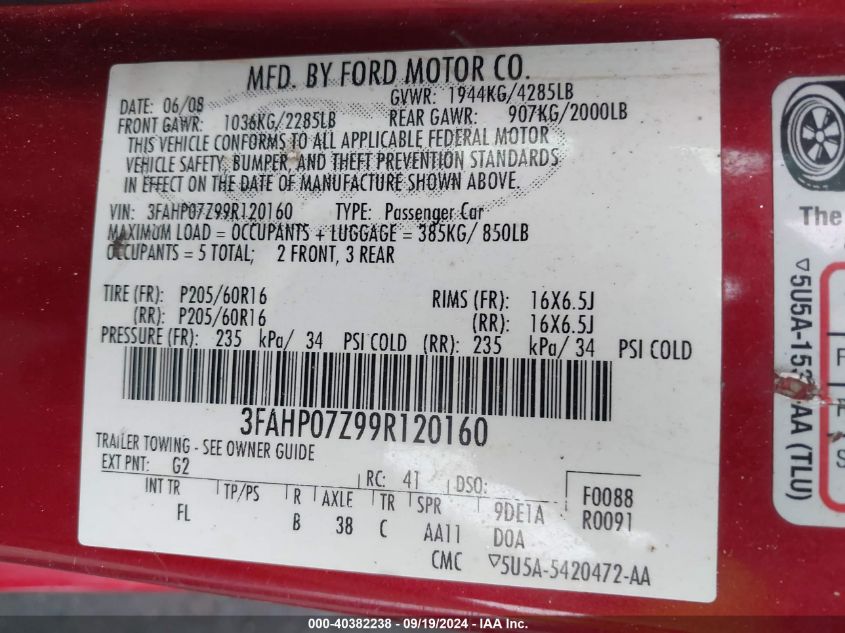 MFD. BY FORD MOTOR CO.
DATE: 06/08 GVWR: 1944KG/4285LB
FRONT GAWR: 1036KG/2285LB REAR GAWR: 907KG/2000LB
THIS VEHICLE CONFORMS TO ALL APPLICABLE FEDERAL MOTOR
VEHICLE SAFETY, BUMPER, AND THEFT PREVENTION STANDARDS
IN EFFECT ON THE DATE OF MANUFACTURE SHOWN ABOVE.
VIN: 3FAHP07Z99R120160 TYPE: Passenger Car
MAXIMUM LOAD = OCCUPANTS + LUGGAGE = 385KG/ 850LB
OCCUPANTS = 5 TOTAL; 2 FRONT, 3 REAR
TIRE (FR): P205/60R16 RIMS (FR): 16X6.5J
(RR): P205/60R16 (RR): 16X6.5J
PRESSURE (FR): 235 kPa/ 34 PSI COLD (RR): 235 kPa/ 34 PSI COLD
3FAHP07Z99R120160
TRAILER TOWING - SEE OWNER GUIDE
EXT PNT: G2 RC: 41 DSO: F0088
INT TR TP/PS R AXLE TR SPR 9DE1A R0091
FL B 38 C AA11 DOA
CMC ▽5U5A-5420472-AA
The
(TLU)
000-40382238 - 09/19/2024 - IAAI.com